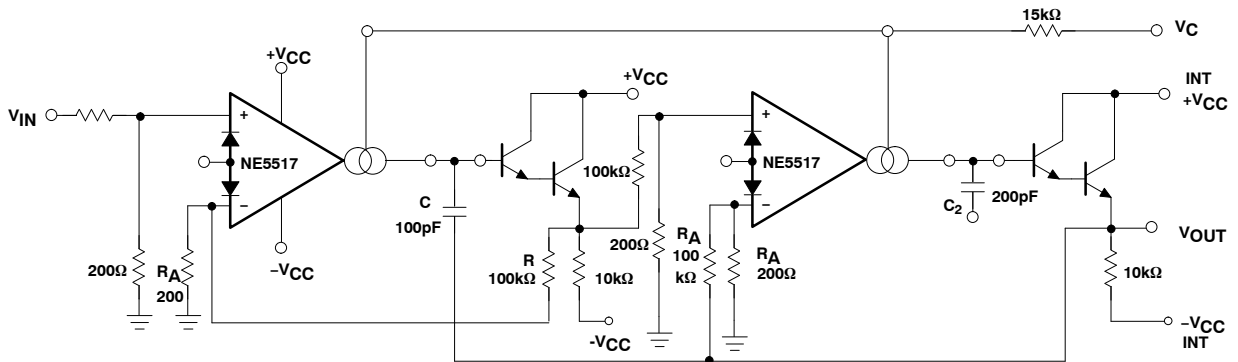 15kΩ
VC
+VCC
+VCC
INT
+VCC
VIN
+
NE5517
−
100kΩ
+
NE5517
−
C
100pF
C2
200pF
200Ω
RA
200
−VCC
R
100kΩ
10kΩ
-VCC
200Ω
RA
100
kΩ
RA
200Ω
VOUT
10kΩ
−VCC
INT